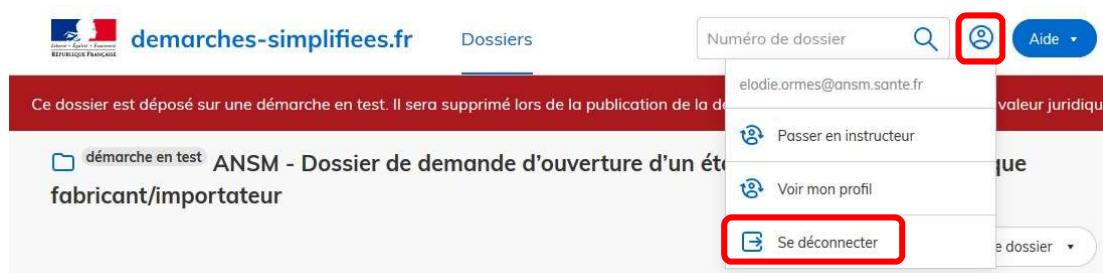 demarches-simplifiees.fr Dossiers Numéro de dossier Aide
RÉPUBLIQUE FRANÇAISE
elodie.ormes@ansm.sante.fr
Ce dossier est déposé sur une démarche en test. Il sera supprimé lors de la publication de la valeur juridiqu
Passer en instructeur
démarche en test ANSM - Dossier de demande d'ouverture d'un que
fabricant/importateur
Voir mon profil
Se déconnecter
dossier